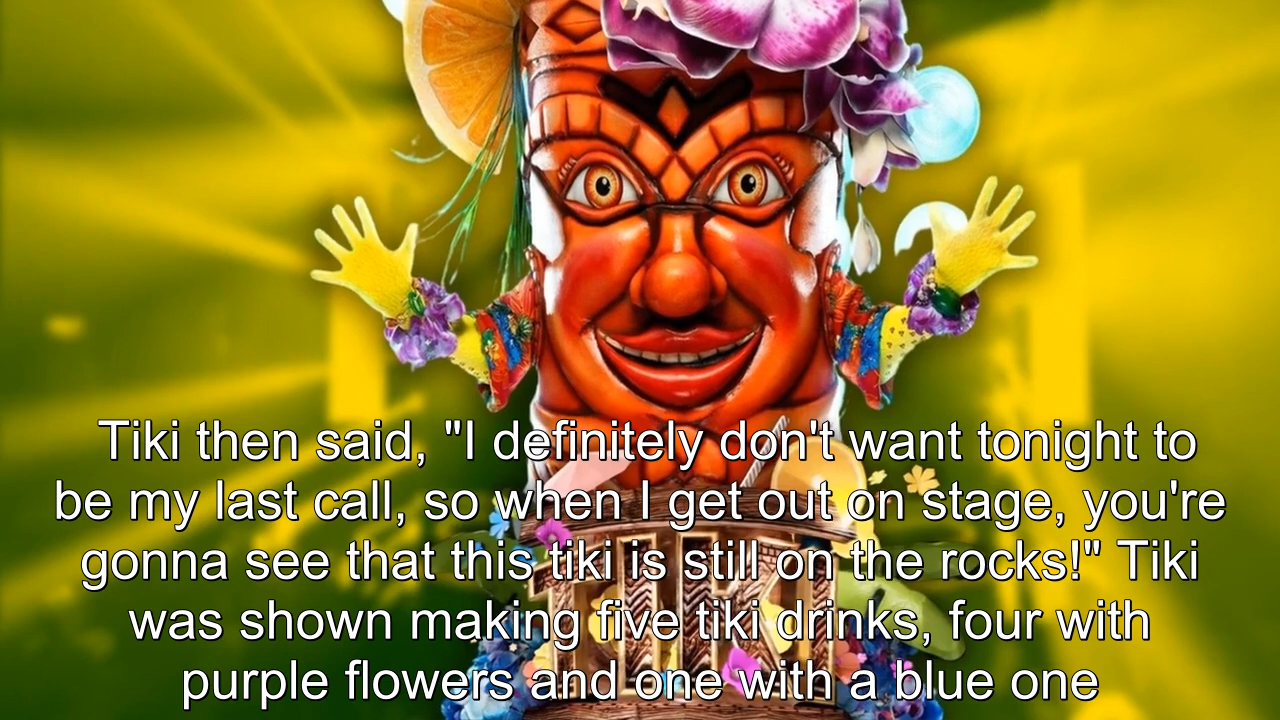 Tiki then said, "I definitely don't want tonight to
be my last call, so when I get out on stage, you're
gonna see that this tiki is still on the rocks!" Tiki
was shown making five tiki drinks, four with
purple flowers and one with a blue one
TIKI